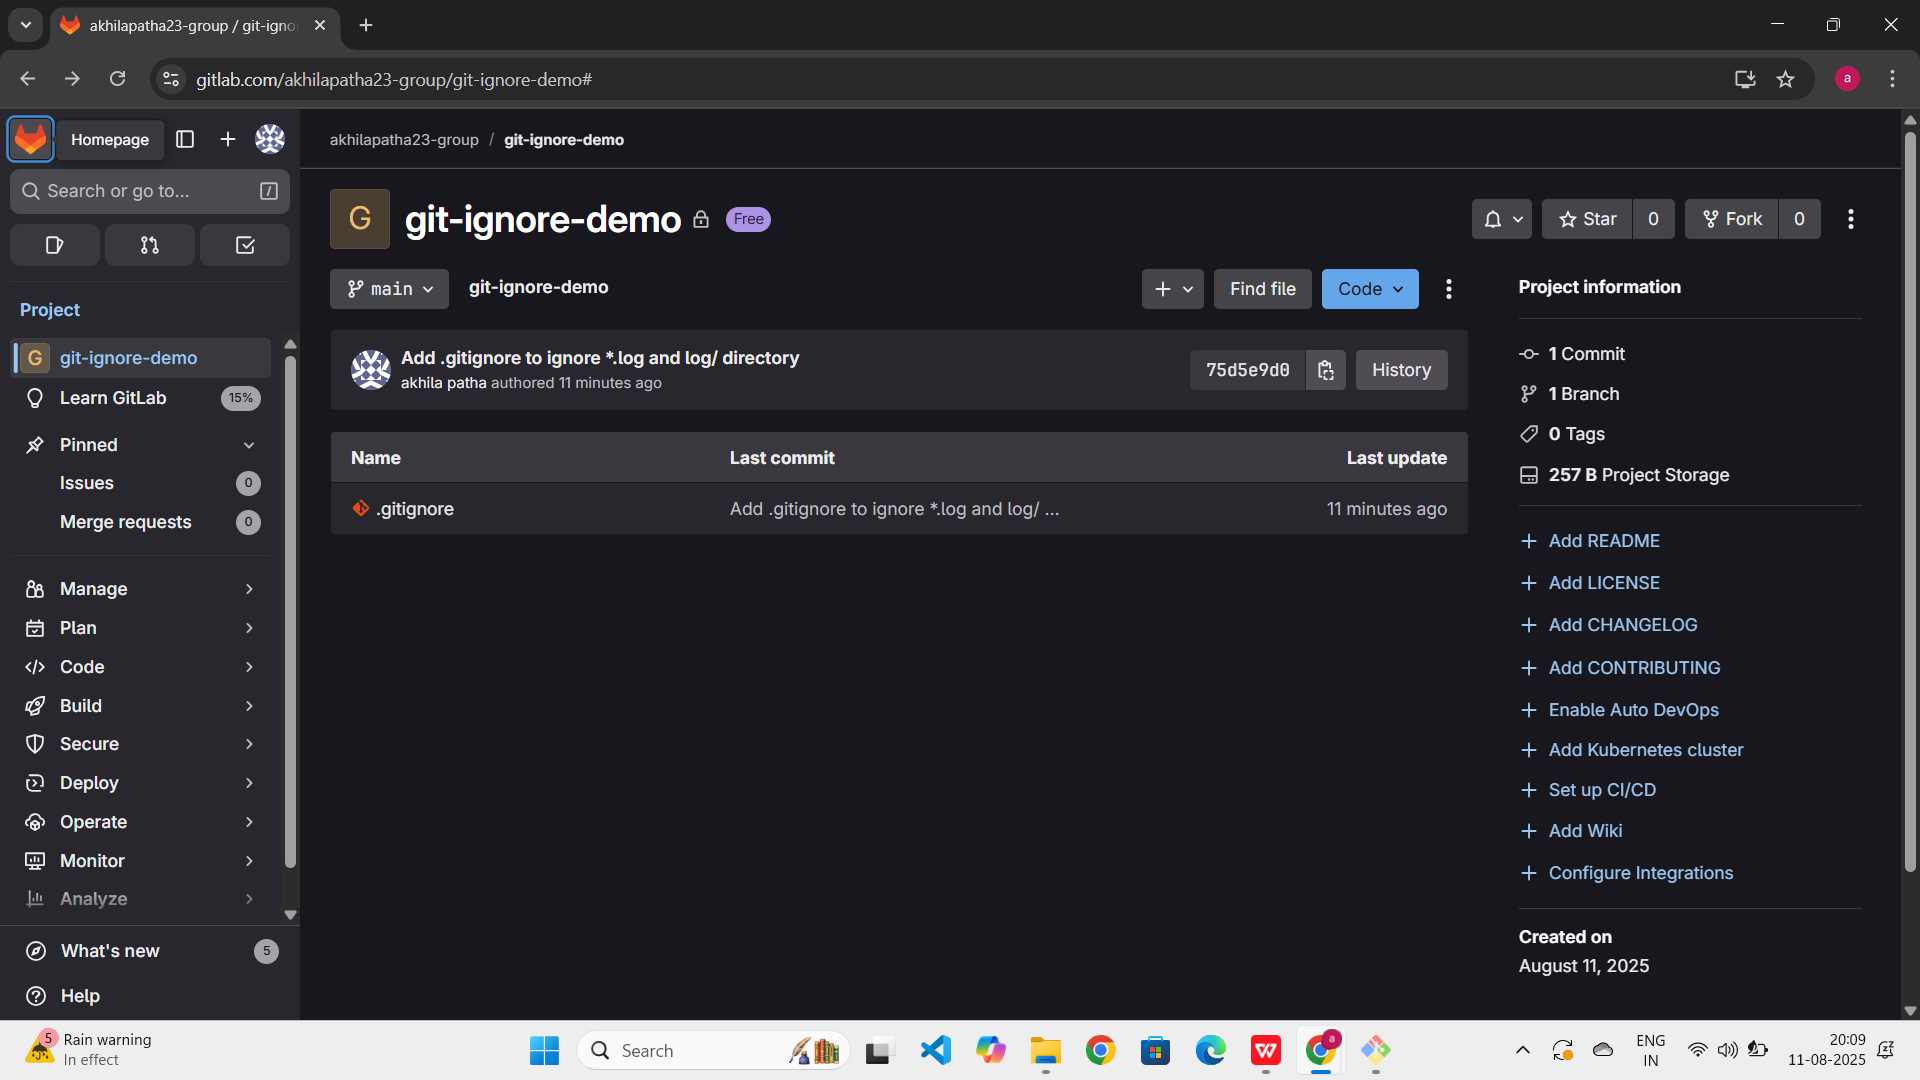 akhilapatha23-group / git-igno
gitlab.com/akhilapatha23-group/git-ignore-demo#
a
Homepage
akhilapatha23-group / git-ignore-demo
Search or go to...
/
G
git-ignore-demo
Free
Star
0
Fork
0
main
git-ignore-demo
Find file
Code
Project information
Project
G
git-ignore-demo
Learn GitLab
15%
Pinned
Issues
0
Merge requests
0
Manage
Plan
Code
Build
Secure
Deploy
Operate
Monitor
Analyze
What's new
5
Help
Add .gitignore to ignore *.log and log/ directory
akhila patha authored 11 minutes ago
75d5e9d0
History
Name
Last commit
Last update
.gitignore
Add .gitignore to ignore *.log and log/ ...
11 minutes ago
1 Commit
1 Branch
0 Tags
257 B Project Storage
Add README
Add LICENSE
Add CHANGELOG
Add CONTRIBUTING
Enable Auto DevOps
Add Kubernetes cluster
Set up CI/CD
Add Wiki
Configure Integrations
Created on
August 11, 2025
5
Rain warning
In effect
Search
W
a
ENG
IN
20:09
11-08-2025